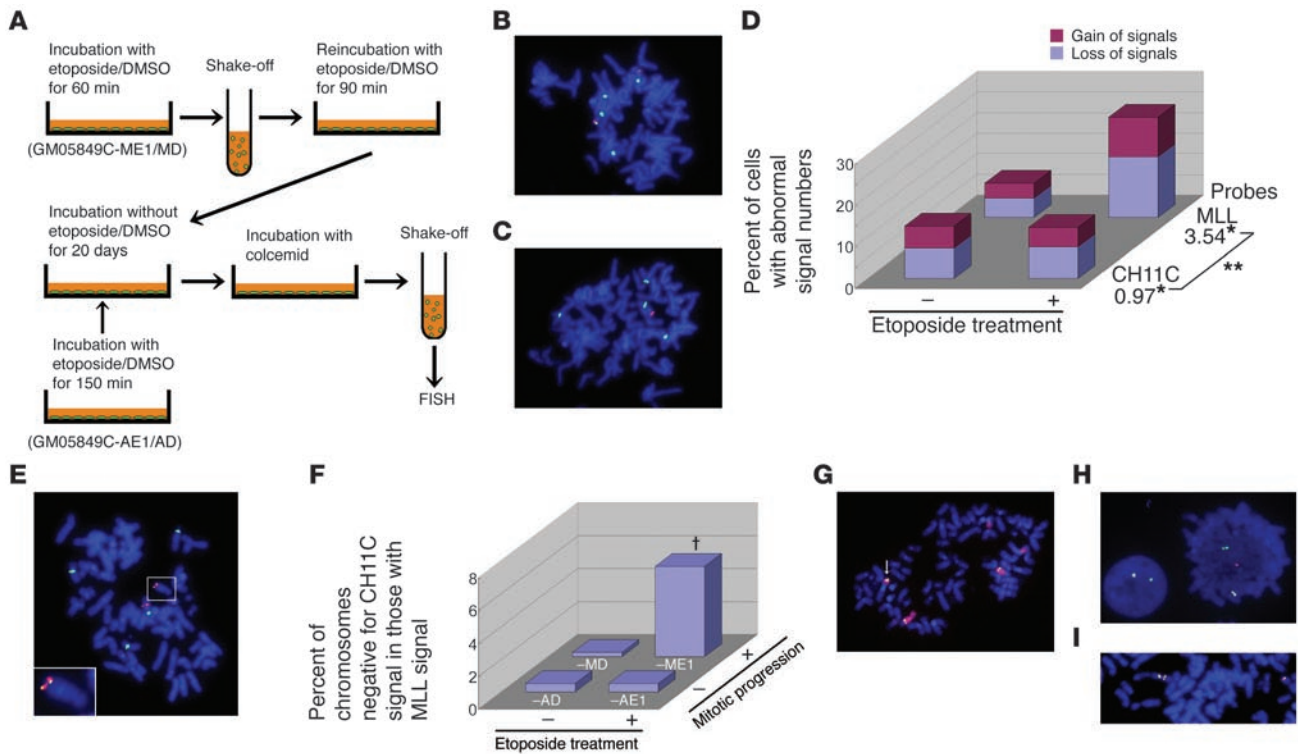 A
Incubation with
etoposide/DMSO
for 60 min
Shake-off
Reincubation with
etoposide/DMSO
for 90 min
(GM05849C-ME1/MD)
Incubation without
etoposide/DMSO
for 20 days
Incubation with
colcemid
Shake-off
Incubation with
etoposide/DMSO
for 150 min
FISH
(GM05849C-AE1/AD)
B
C
D
Gain of signals
Loss of signals
Percent of cells
with abnormal
signal numbers
30
20
10
0
Probes
MLL
3.54*
**
CH11C
0.97*
– +
Etoposide treatment
E
F
Percent of
chromosomes
negative for CH11C
signal in those with
MLL signal
8
6
4
2
0
†
–MD
–ME1
–AD
–AE1
– +
Etoposide treatment
+
–
Mitotic progression
G
H
I